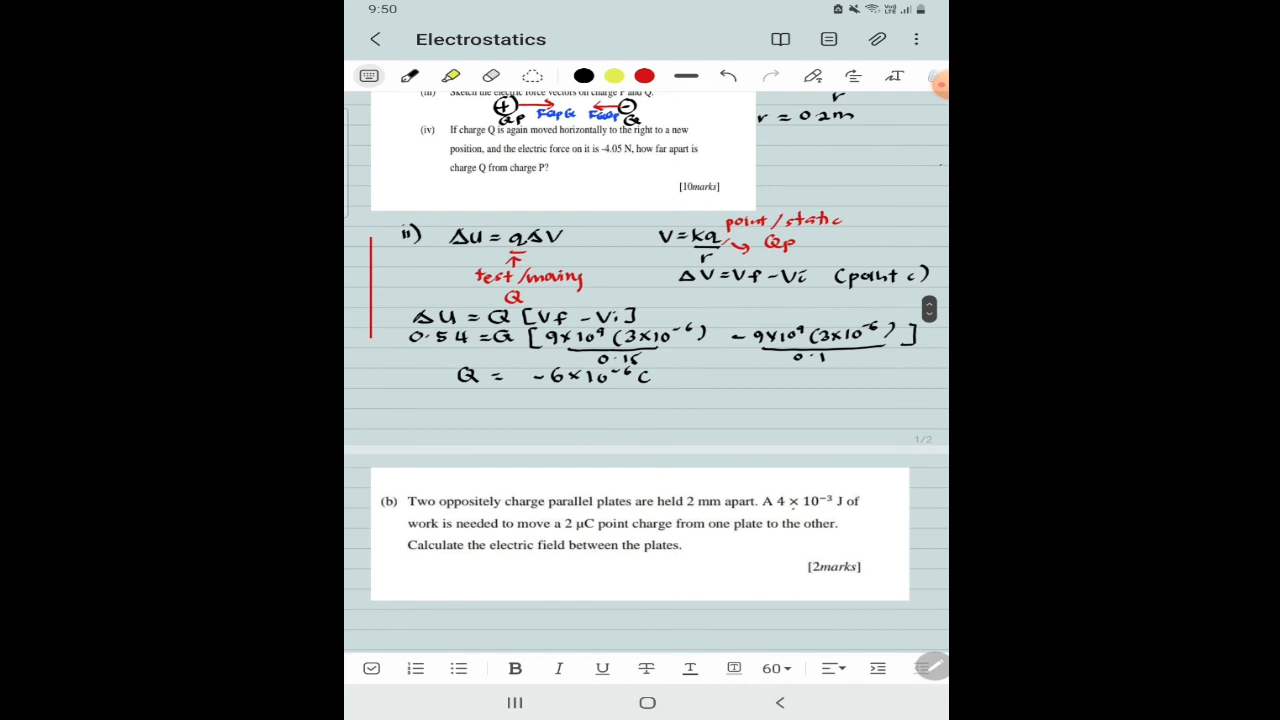 9:50
Electrostatics
(iii) Sketch the electric force vectors on charge P and Q.
+ -
QP FQPQ FQQP Q
r
r = 0.2m
(iv) If charge Q is again moved horizontally to the right to a new
position, and the electric force on it is -4.05 N, how far apart is
charge Q from charge P?
[10marks]
ii) ΔU = qΔV V = kq/r point/static QP
test/moving
Q
ΔV = Vf - Vi (point c)
ΔU = Q [Vf - Vi]
0.54 = Q [ 9×10⁹ (3×10⁻⁶) / 0.15 - 9×10⁹ (3×10⁻⁶) / 0.1 ]
Q = -6×10⁻⁶ C
1/2
(b) Two oppositely charge parallel plates are held 2 mm apart. A 4 × 10⁻³ J of
work is needed to move a 2 μC point charge from one plate to the other.
Calculate the electric field between the plates.
[2marks]
B I U T T T 60